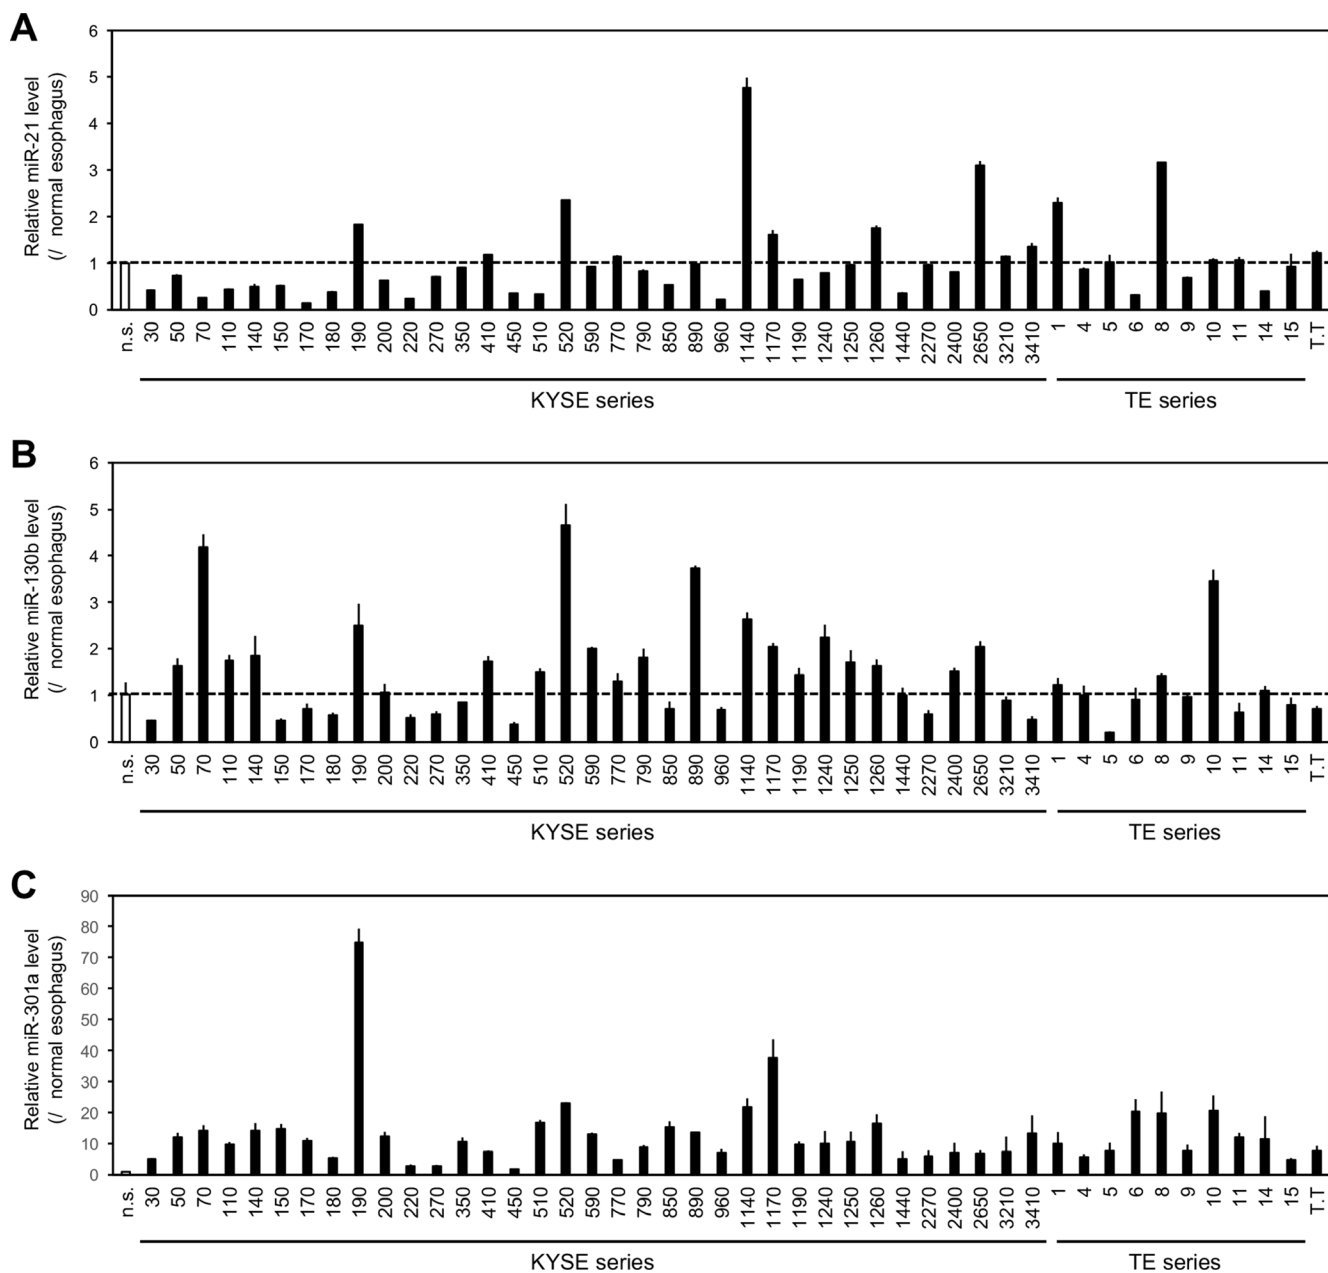 A
Relative miR-21 level
(/ normal esophagus)
6
5
4
3
2
1
0
n.s. 30 50 70 110 140 150 170 180 190 200 220 270 350 410 450 510 520 590 770 790 850 890 960 1140 1170 1190 1240 1250 1260 1440 2270 2400 2650 3210 3410 1 4 5 6 8 9 10 11 14 15 T.T
KYSE series TE series
B
Relative miR-130b level
(/ normal esophagus)
6
5
4
3
2
1
0
n.s. 30 50 70 110 140 150 170 180 190 200 220 270 350 410 450 510 520 590 770 790 850 890 960 1140 1170 1190 1240 1250 1260 1440 2270 2400 2650 3210 3410 1 4 5 6 8 9 10 11 14 15 T.T
KYSE series TE series
C
Relative miR-301a level
(/ normal esophagus)
90
80
70
60
50
40
30
20
10
0
n.s. 30 50 70 110 140 150 170 180 190 200 220 270 350 410 450 510 520 590 770 790 850 890 960 1140 1170 1190 1240 1250 1260 1440 2270 2400 2650 3210 3410 1 4 5 6 8 9 10 11 14 15 T.T
KYSE series TE series